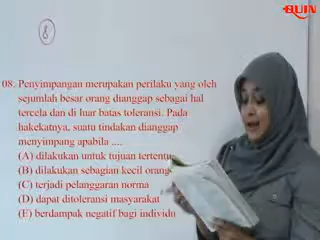 QUIN
8
08. Penyimpangan merupakan perilaku yang oleh
sejumlah besar orang dianggap sebagai hal
tercela dan di luar batas toleransi. Pada
hakekatnya, suatu tindakan dianggap
menyimpang apabila ....
(A) dilakukan untuk tujuan tertentu
(B) dilakukan sebagian kecil orang
(C) terjadi pelanggaran norma
(D) dapat ditoleransi masyarakat
(E) berdampak negatif bagi individu